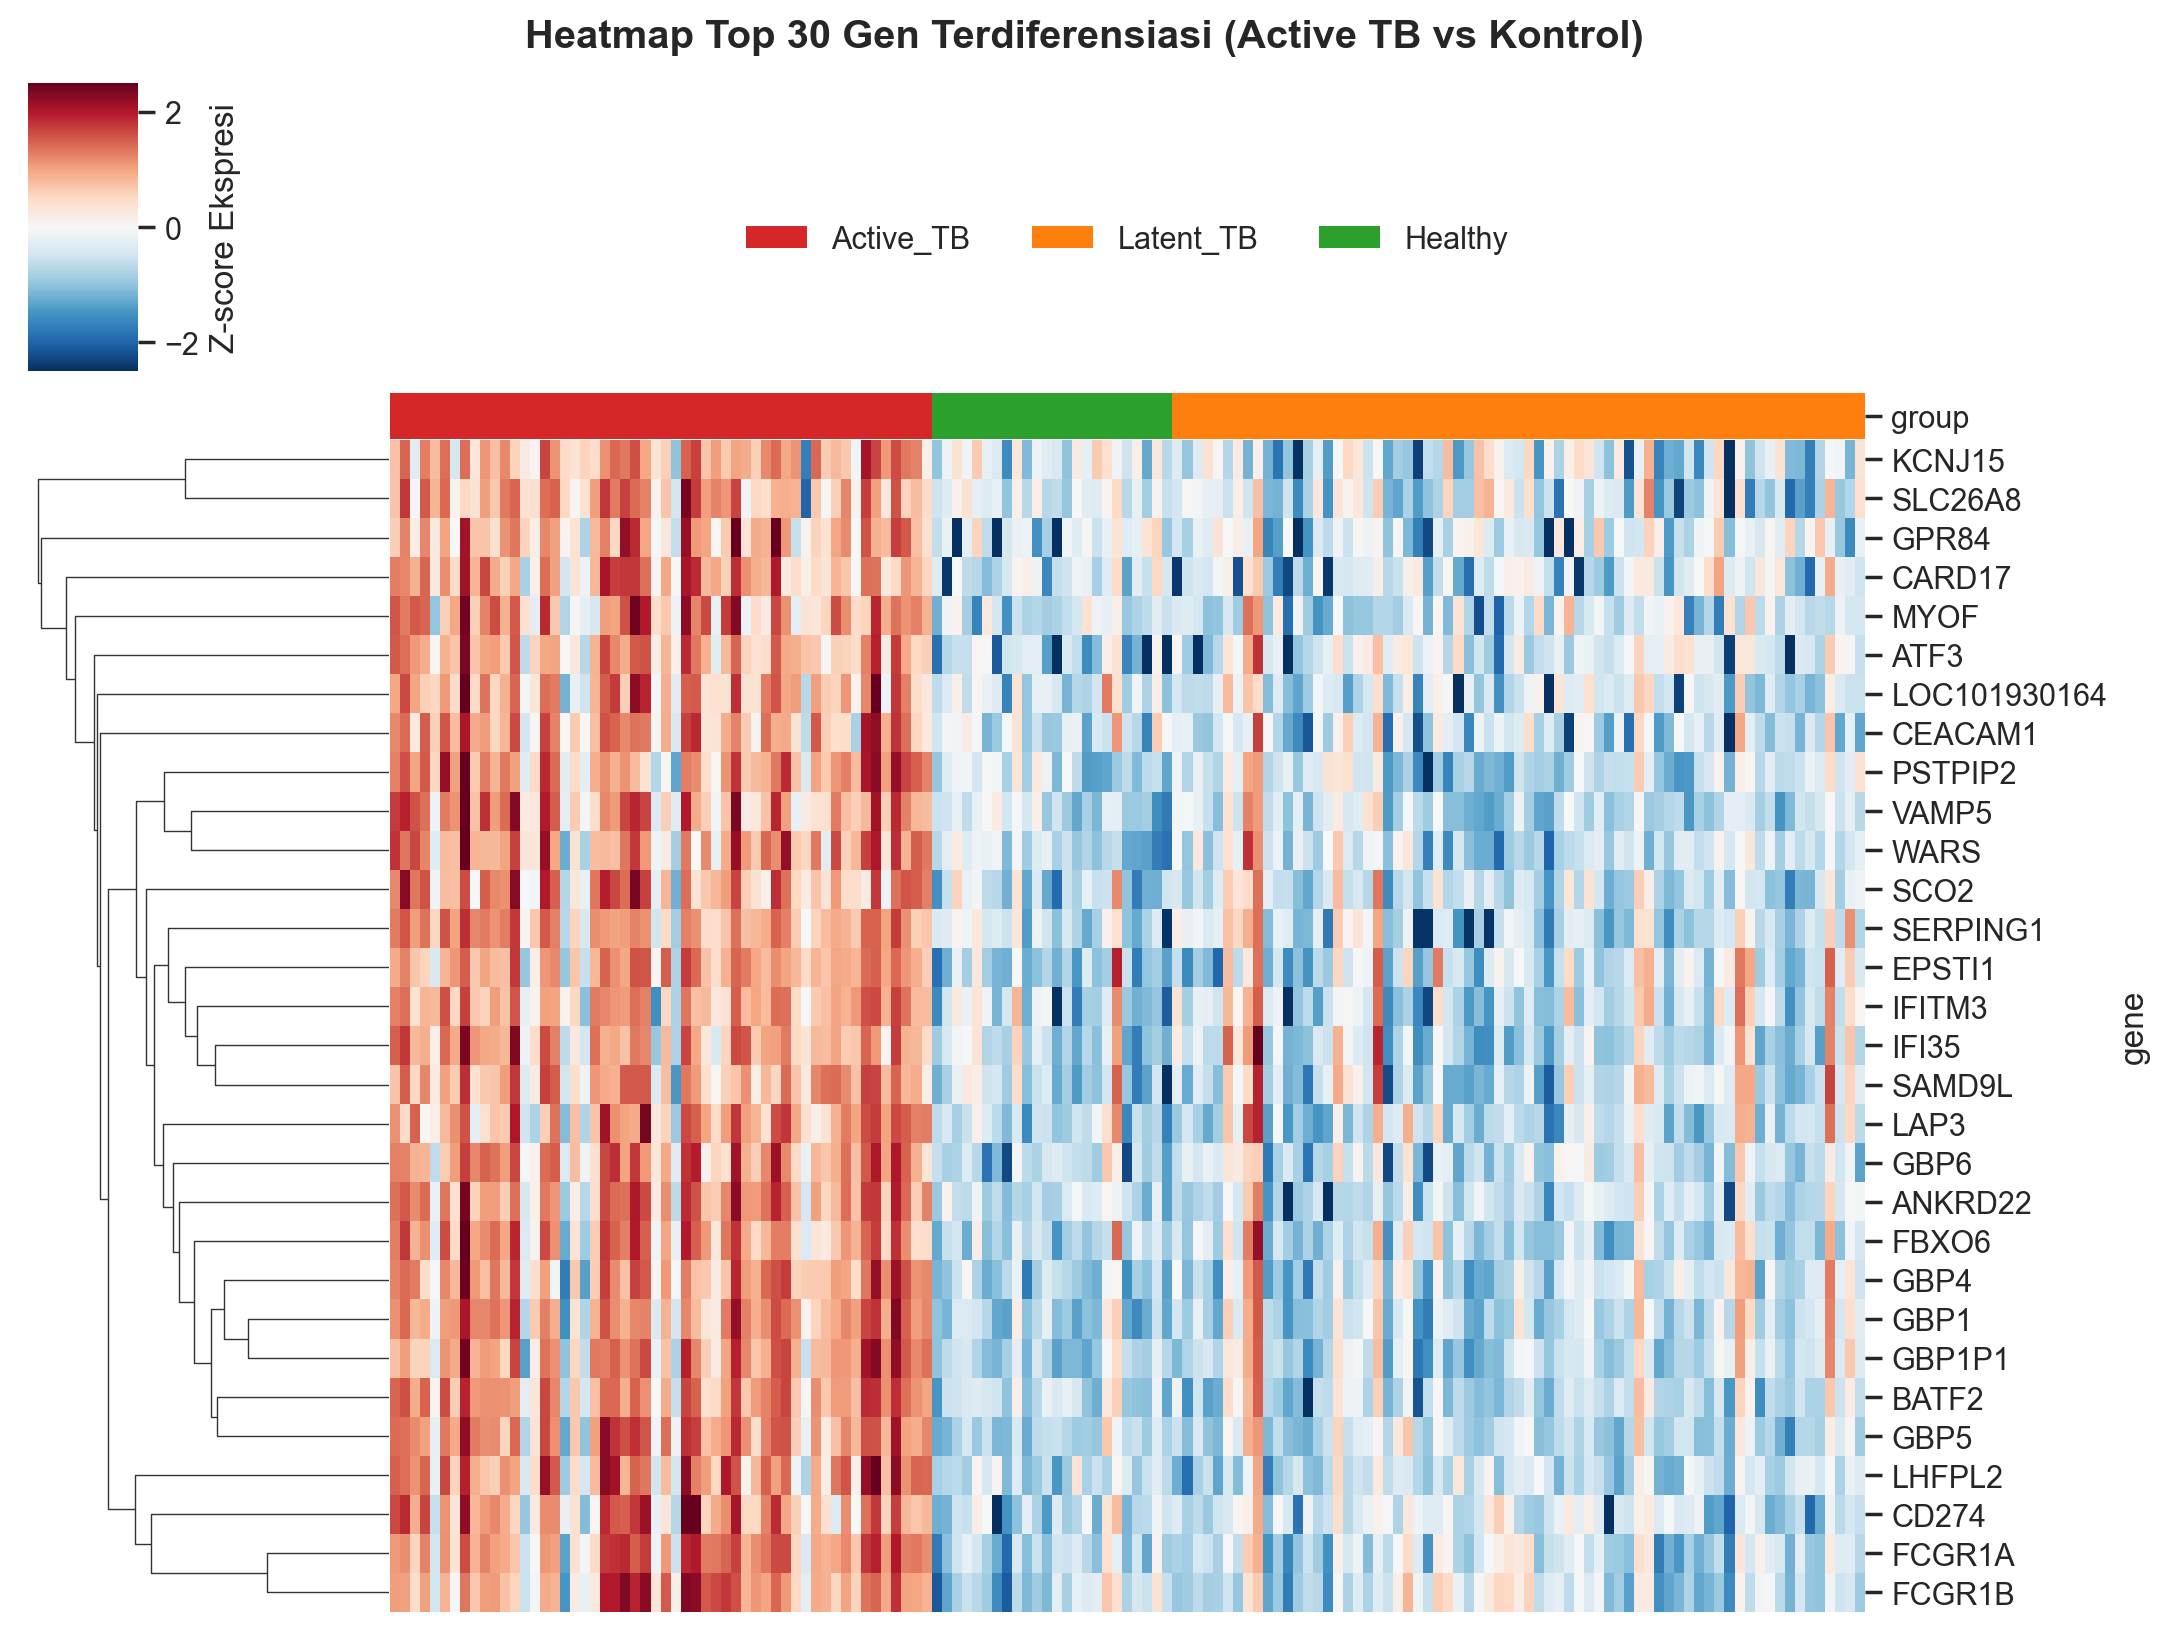 Heatmap Top 30 Gen Terdiferensiasi (Active TB vs Kontrol)
2
0
−2
Z-score Ekspresi
Active_TB
Latent_TB
Healthy
group
KCNJ15
SLC26A8
GPR84
CARD17
MYOF
ATF3
LOC101930164
CEACAM1
PSTPIP2
VAMP5
WARS
SCO2
SERPING1
EPSTI1
IFITM3
IFI35
SAMD9L
LAP3
GBP6
ANKRD22
FBXO6
GBP4
GBP1
GBP1P1
BATF2
GBP5
LHFPL2
CD274
FCGR1A
FCGR1B
gene